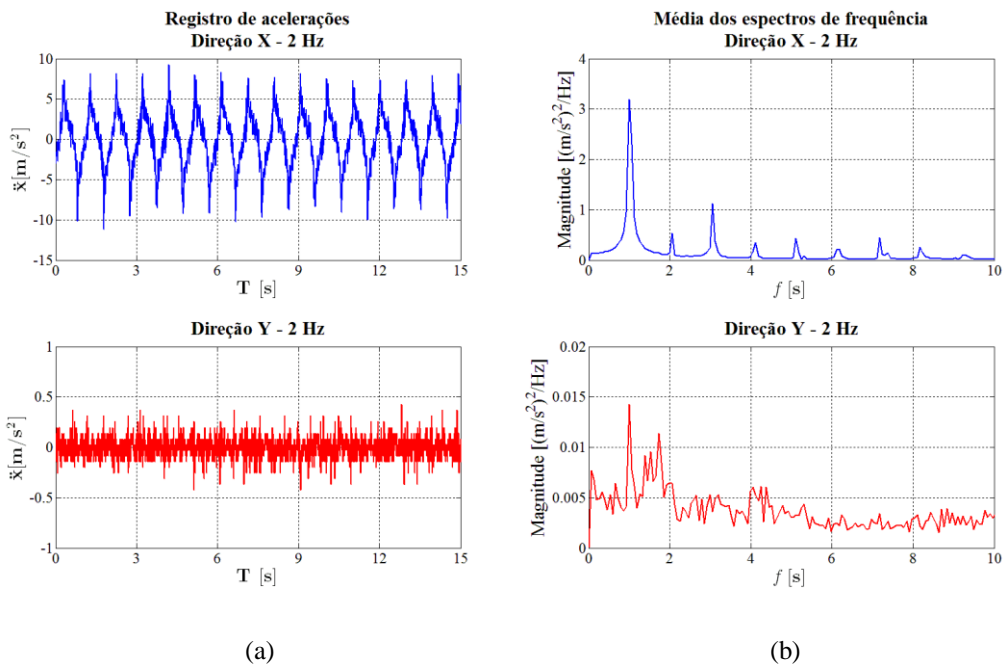 Registro de acelerações
Direção X - 2 Hz
10
5
0
-5
-10
-15
ẍ[m/s²]
0 3 6 9 12 15
T [s]
Média dos espectros de frequência
Direção X - 2 Hz
4
3
2
1
0
Magnitude [(m/s²)²/Hz]
0 2 4 6 8 10
f [s]
Direção Y - 2 Hz
1
0.5
0
-0.5
-1
ẍ[m/s²]
0 3 6 9 12 15
T [s]
Direção Y - 2 Hz
0.02
0.015
0.01
0.005
0
Magnitude [(m/s²)²/Hz]
0 2 4 6 8 10
f [s]
(a)
(b)